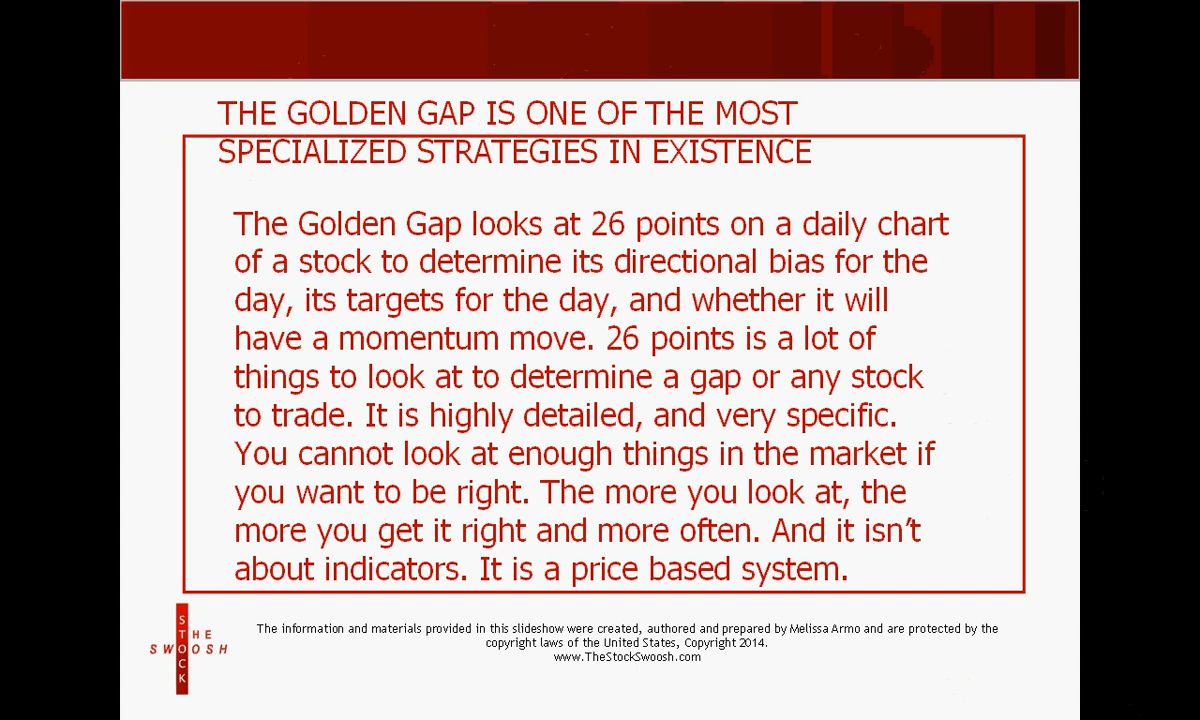 THE GOLDEN GAP IS ONE OF THE MOST
SPECIALIZED STRATEGIES IN EXISTENCE
The Golden Gap looks at 26 points on a daily chart
of a stock to determine its directional bias for the
day, its targets for the day, and whether it will
have a momentum move. 26 points is a lot of
things to look at to determine a gap or any stock
to trade. It is highly detailed, and very specific.
You cannot look at enough things in the market if
you want to be right. The more you look at, the
more you get it right and more often. And it isn't
about indicators. It is a price based system.
THE STOCK SWOOSH
The information and materials provided in this slideshow were created, authored and prepared by Melissa Armo and are protected by the
copyright laws of the United States, Copyright 2014.
www.TheStockSwoosh.com